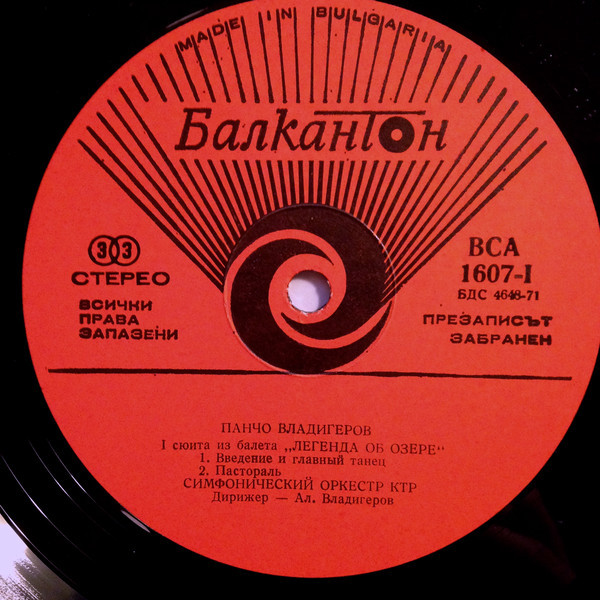 MADE IN BULGARIA
Балкантон
33
СТЕРЕО
ВСИЧКИ
ПРАВА
ЗАПАЗЕНИ
ВСА
1607-I
БДС 4648-71
ПРЕЗАПИСЪТ
ЗАБРАНЕН
ПАНЧО ВЛАДИГЕРОВ
I сюита из балета „ЛЕГЕНДА ОБ ОЗЕРЕ“
1. Введение и главный танец
2. Пастораль
СИМФОНИЧЕСКИЙ ОРКЕСТР КТР
Дирижер — Ал. Владигеров